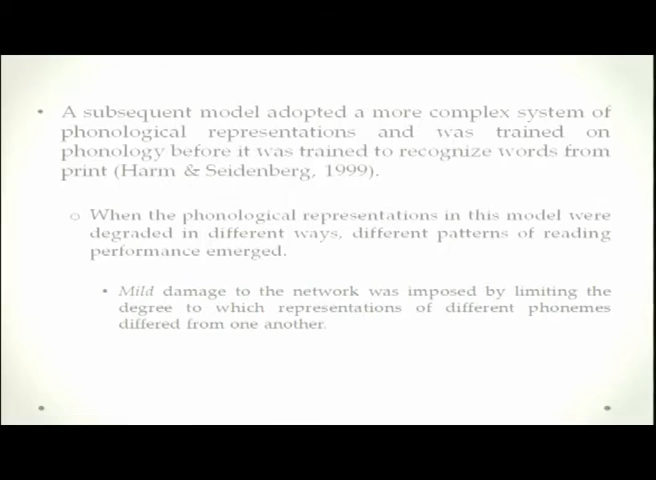 • A subsequent model adopted a more complex system of
phonological representations and was trained on
phonology before it was trained to recognize words from
print (Harm & Seidenberg, 1999).
o When the phonological representations in this model were
degraded in different ways, different patterns of reading
performance emerged.
• Mild damage to the network was imposed by limiting the
degree to which representations of different phonemes
differed from one another.